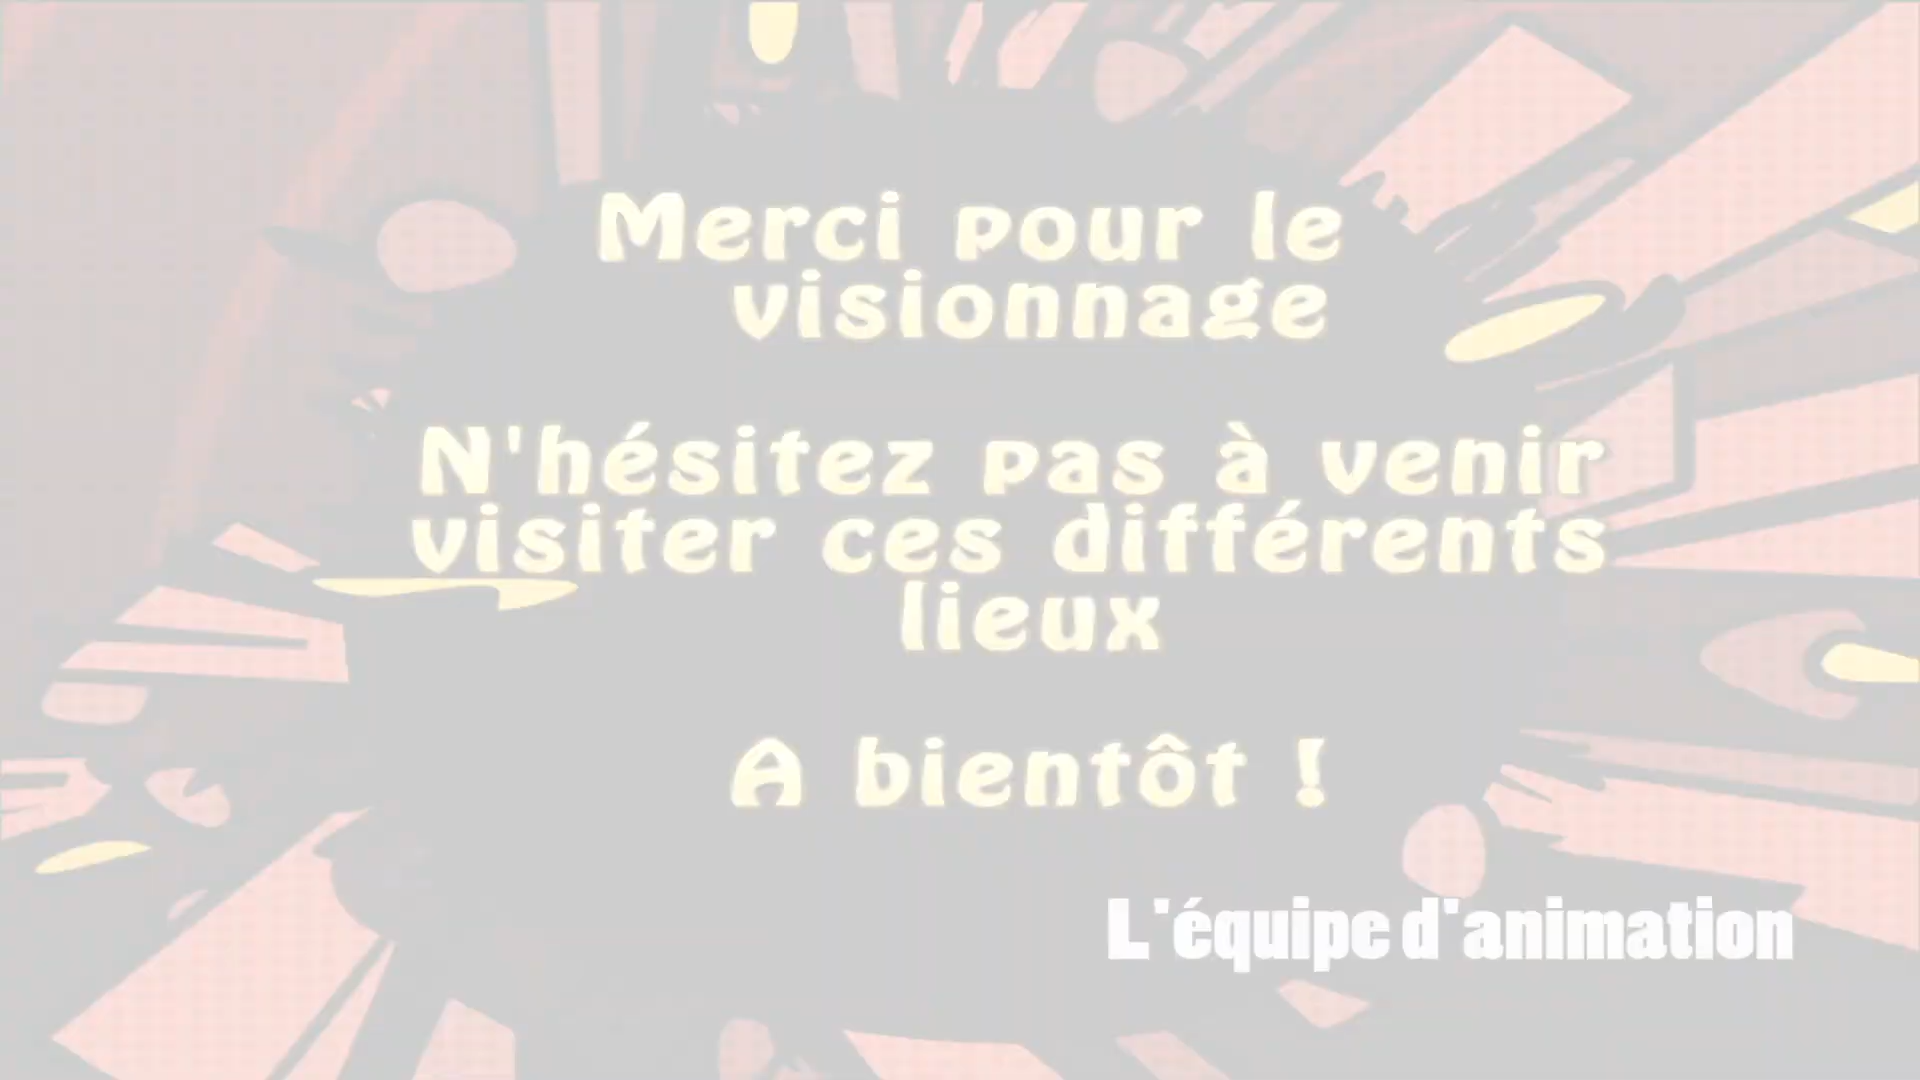 Merci pour le
visionnage
N'hésitez pas à venir
visiter ces différents
lieux
A bientôt !
L'équipe d'animation